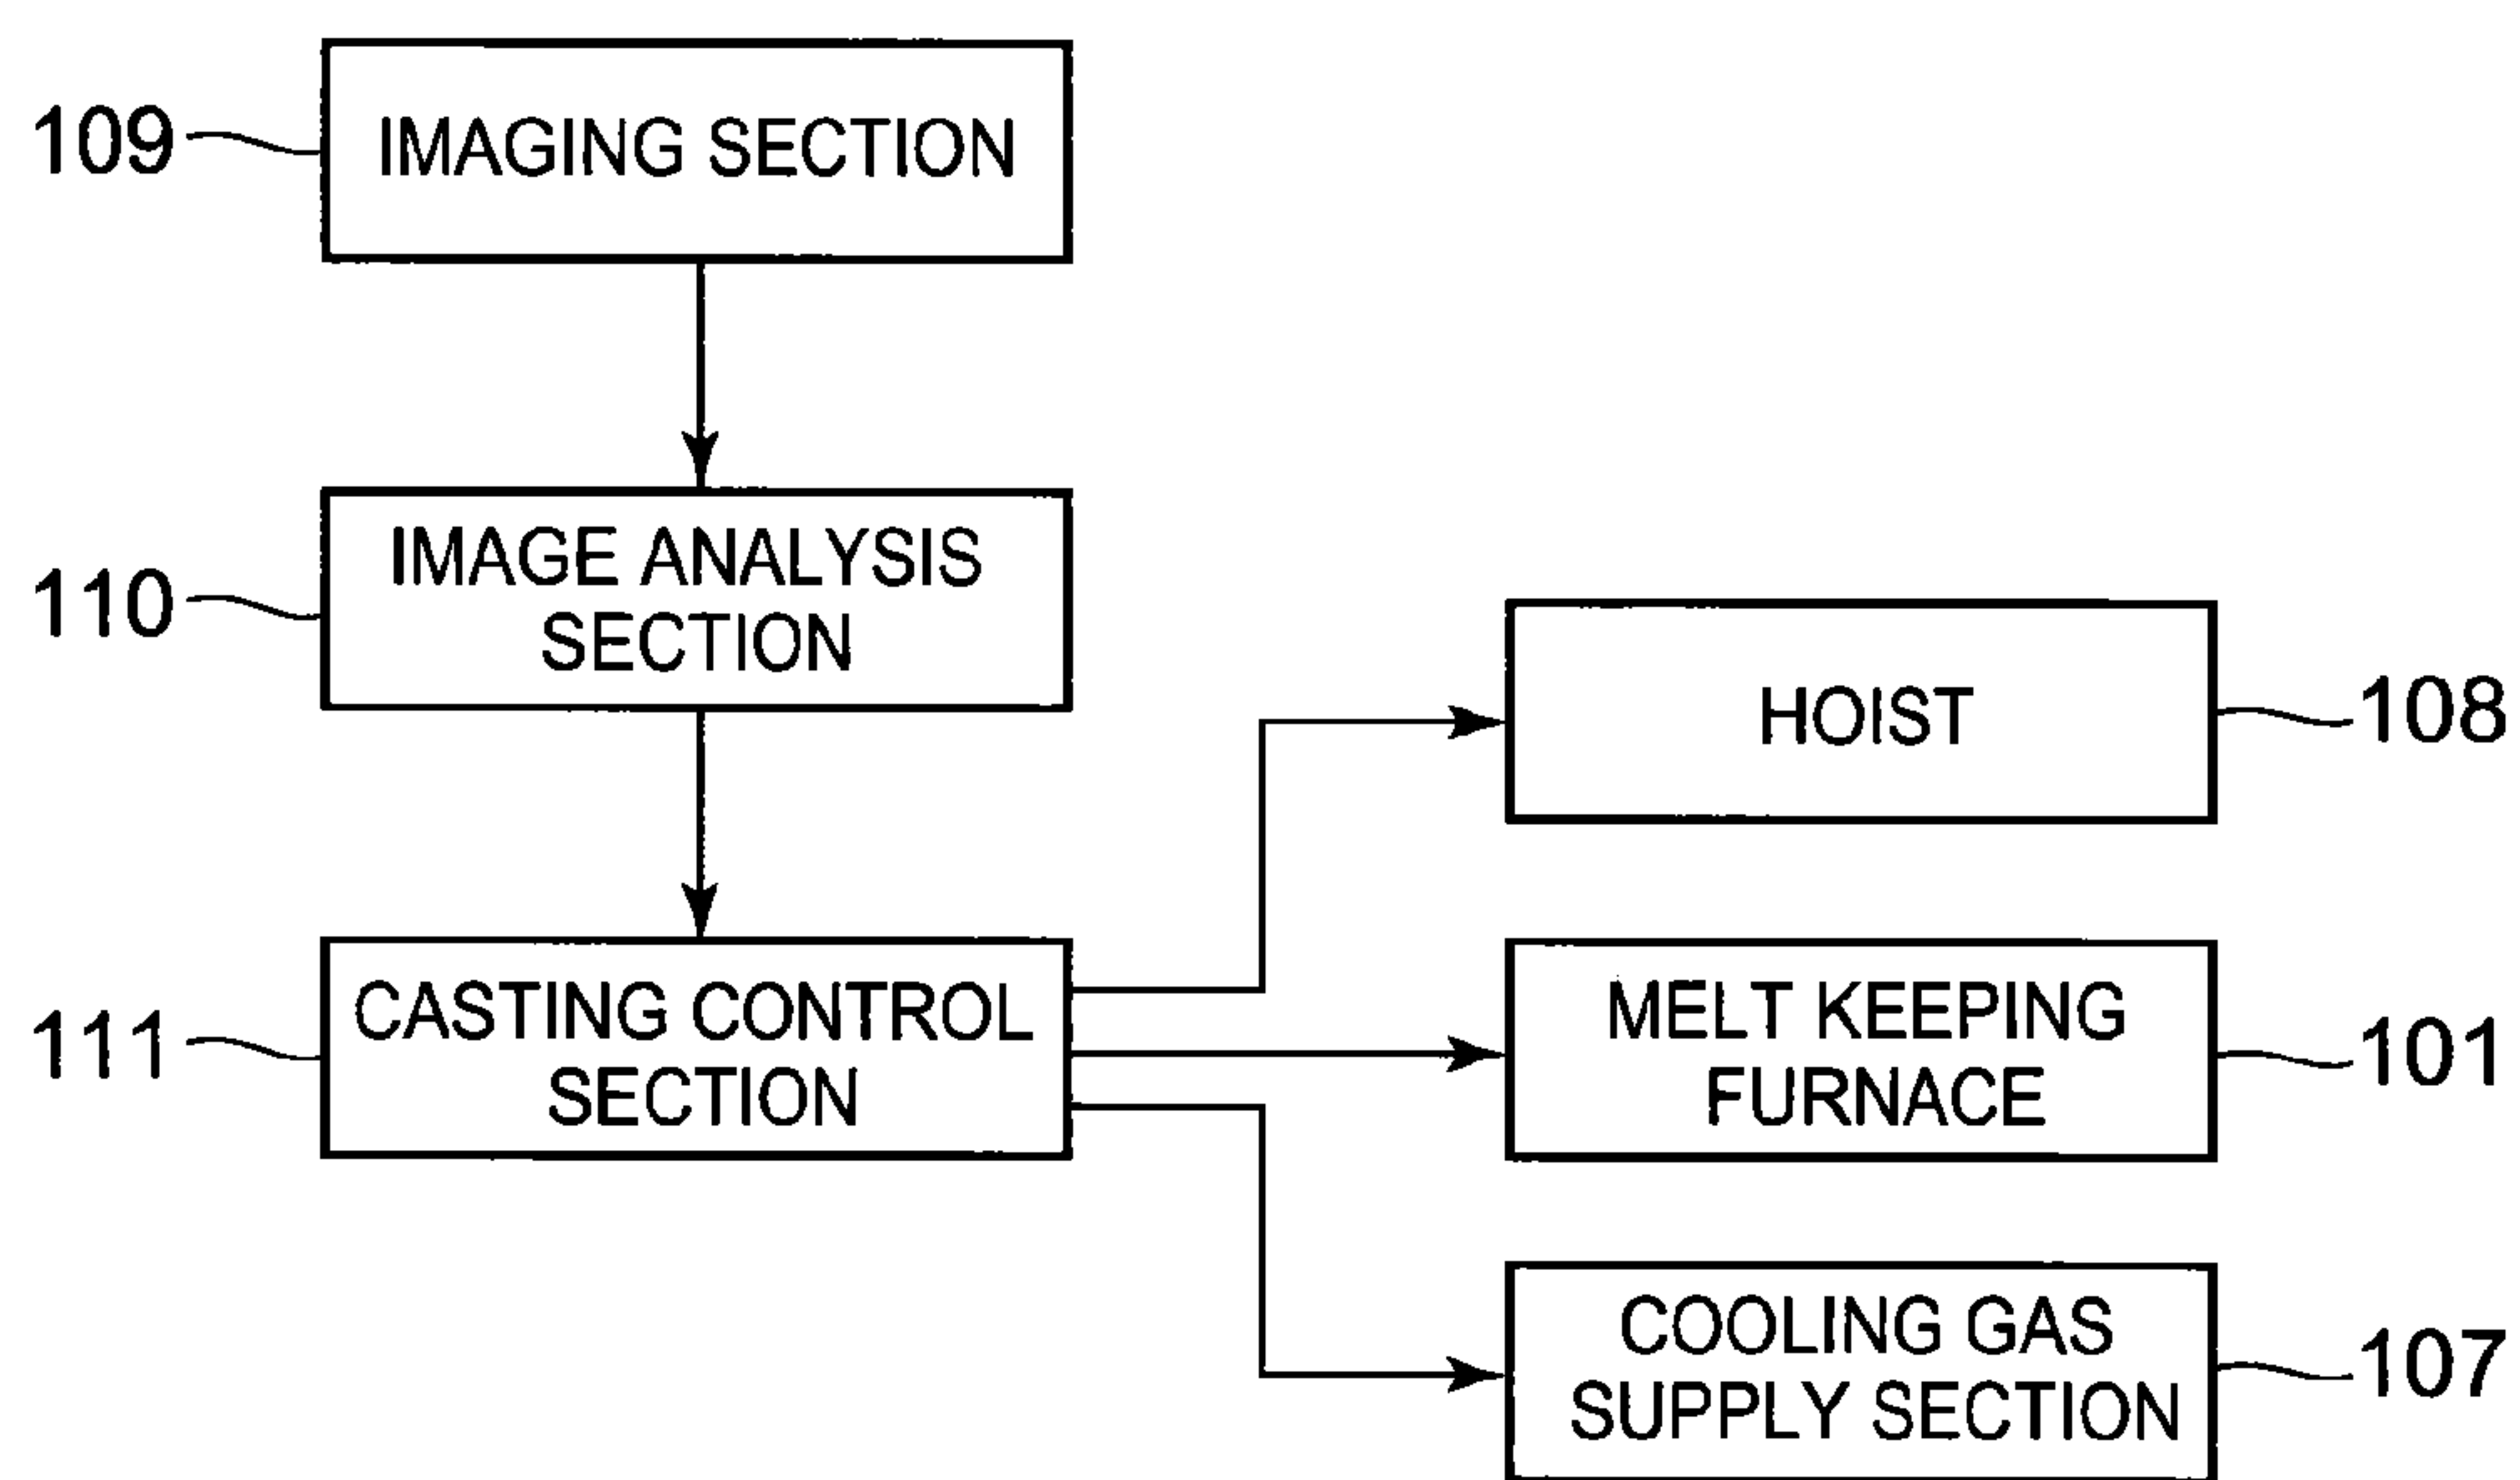 109
IMAGING SECTION
110
IMAGE ANALYSIS
SECTION
HOIST
108
111
CASTING CONTROL
SECTION
MELT KEEPING
FURNACE
101
COOLING GAS
SUPPLY SECTION
107